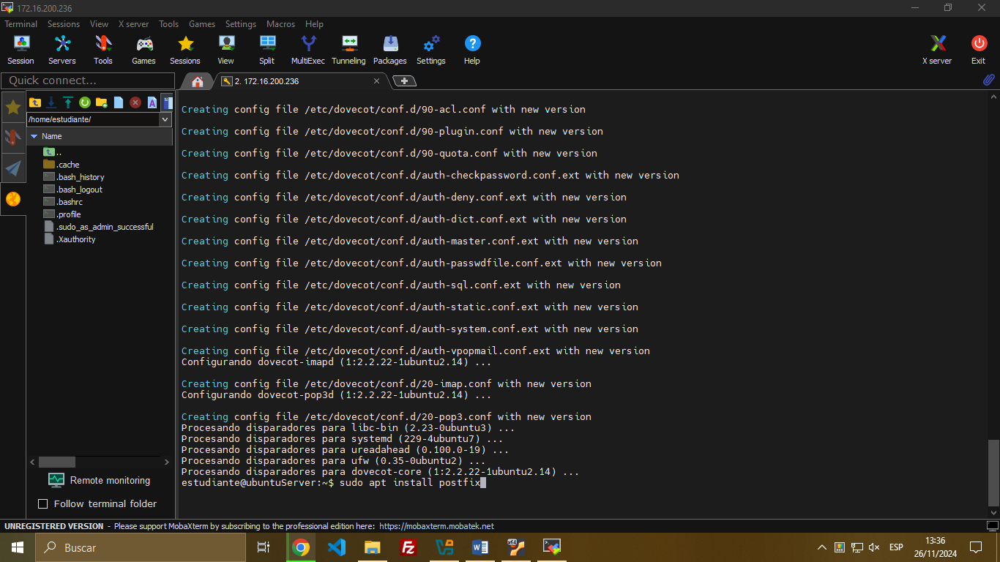 172.16.200.236
Terminal Sessions View X server Tools Games Settings Macros Help
Session Servers Tools Games Sessions View Split MultiExec Tunneling Packages Settings Help X server Exit
Quick connect...
2. 172.16.200.236
/home/estudiante/
Name
..
.cache
.bash_history
.bash_logout
.bashrc
.profile
.sudo_as_admin_successful
.Xauthority
Remote monitoring
Follow terminal folder
Creating config file /etc/dovecot/conf.d/90-acl.conf with new version
Creating config file /etc/dovecot/conf.d/90-plugin.conf with new version
Creating config file /etc/dovecot/conf.d/90-quota.conf with new version
Creating config file /etc/dovecot/conf.d/auth-checkpassword.conf.ext with new version
Creating config file /etc/dovecot/conf.d/auth-deny.conf.ext with new version
Creating config file /etc/dovecot/conf.d/auth-dict.conf.ext with new version
Creating config file /etc/dovecot/conf.d/auth-master.conf.ext with new version
Creating config file /etc/dovecot/conf.d/auth-passwdfile.conf.ext with new version
Creating config file /etc/dovecot/conf.d/auth-sql.conf.ext with new version
Creating config file /etc/dovecot/conf.d/auth-static.conf.ext with new version
Creating config file /etc/dovecot/conf.d/auth-system.conf.ext with new version
Creating config file /etc/dovecot/conf.d/auth-vpopmail.conf.ext with new version
Configurando dovecot-imapd (1:2.2.22-1ubuntu2.14) ...
Creating config file /etc/dovecot/conf.d/20-imap.conf with new version
Configurando dovecot-pop3d (1:2.2.22-1ubuntu2.14) ...
Creating config file /etc/dovecot/conf.d/20-pop3.conf with new version
Procesando disparadores para libc-bin (2.23-0ubuntu3) ...
Procesando disparadores para systemd (229-4ubuntu7) ...
Procesando disparadores para ureadahead (0.100.0-19) ...
Procesando disparadores para ufw (0.35-0ubuntu2) ...
Procesando disparadores para dovecot-core (1:2.2.22-1ubuntu2.14) ...
estudiante@ubuntuServer:~$ sudo apt install postfix
UNREGISTERED VERSION - Please support MobaXterm by subscribing to the professional edition here: https://mobaxterm.mobatek.net
Buscar
ESP
13:36
26/11/2024